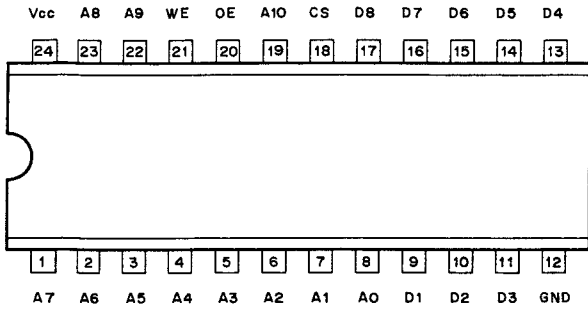 Vcc A8 A9 WE OE A10 CS D8 D7 D6 D5 D4
24 23 22 21 20 19 18 17 16 15 14 13
1 2 3 4 5 6 7 8 9 10 11 12
A7 A6 A5 A4 A3 A2 A1 A0 D1 D2 D3 GND